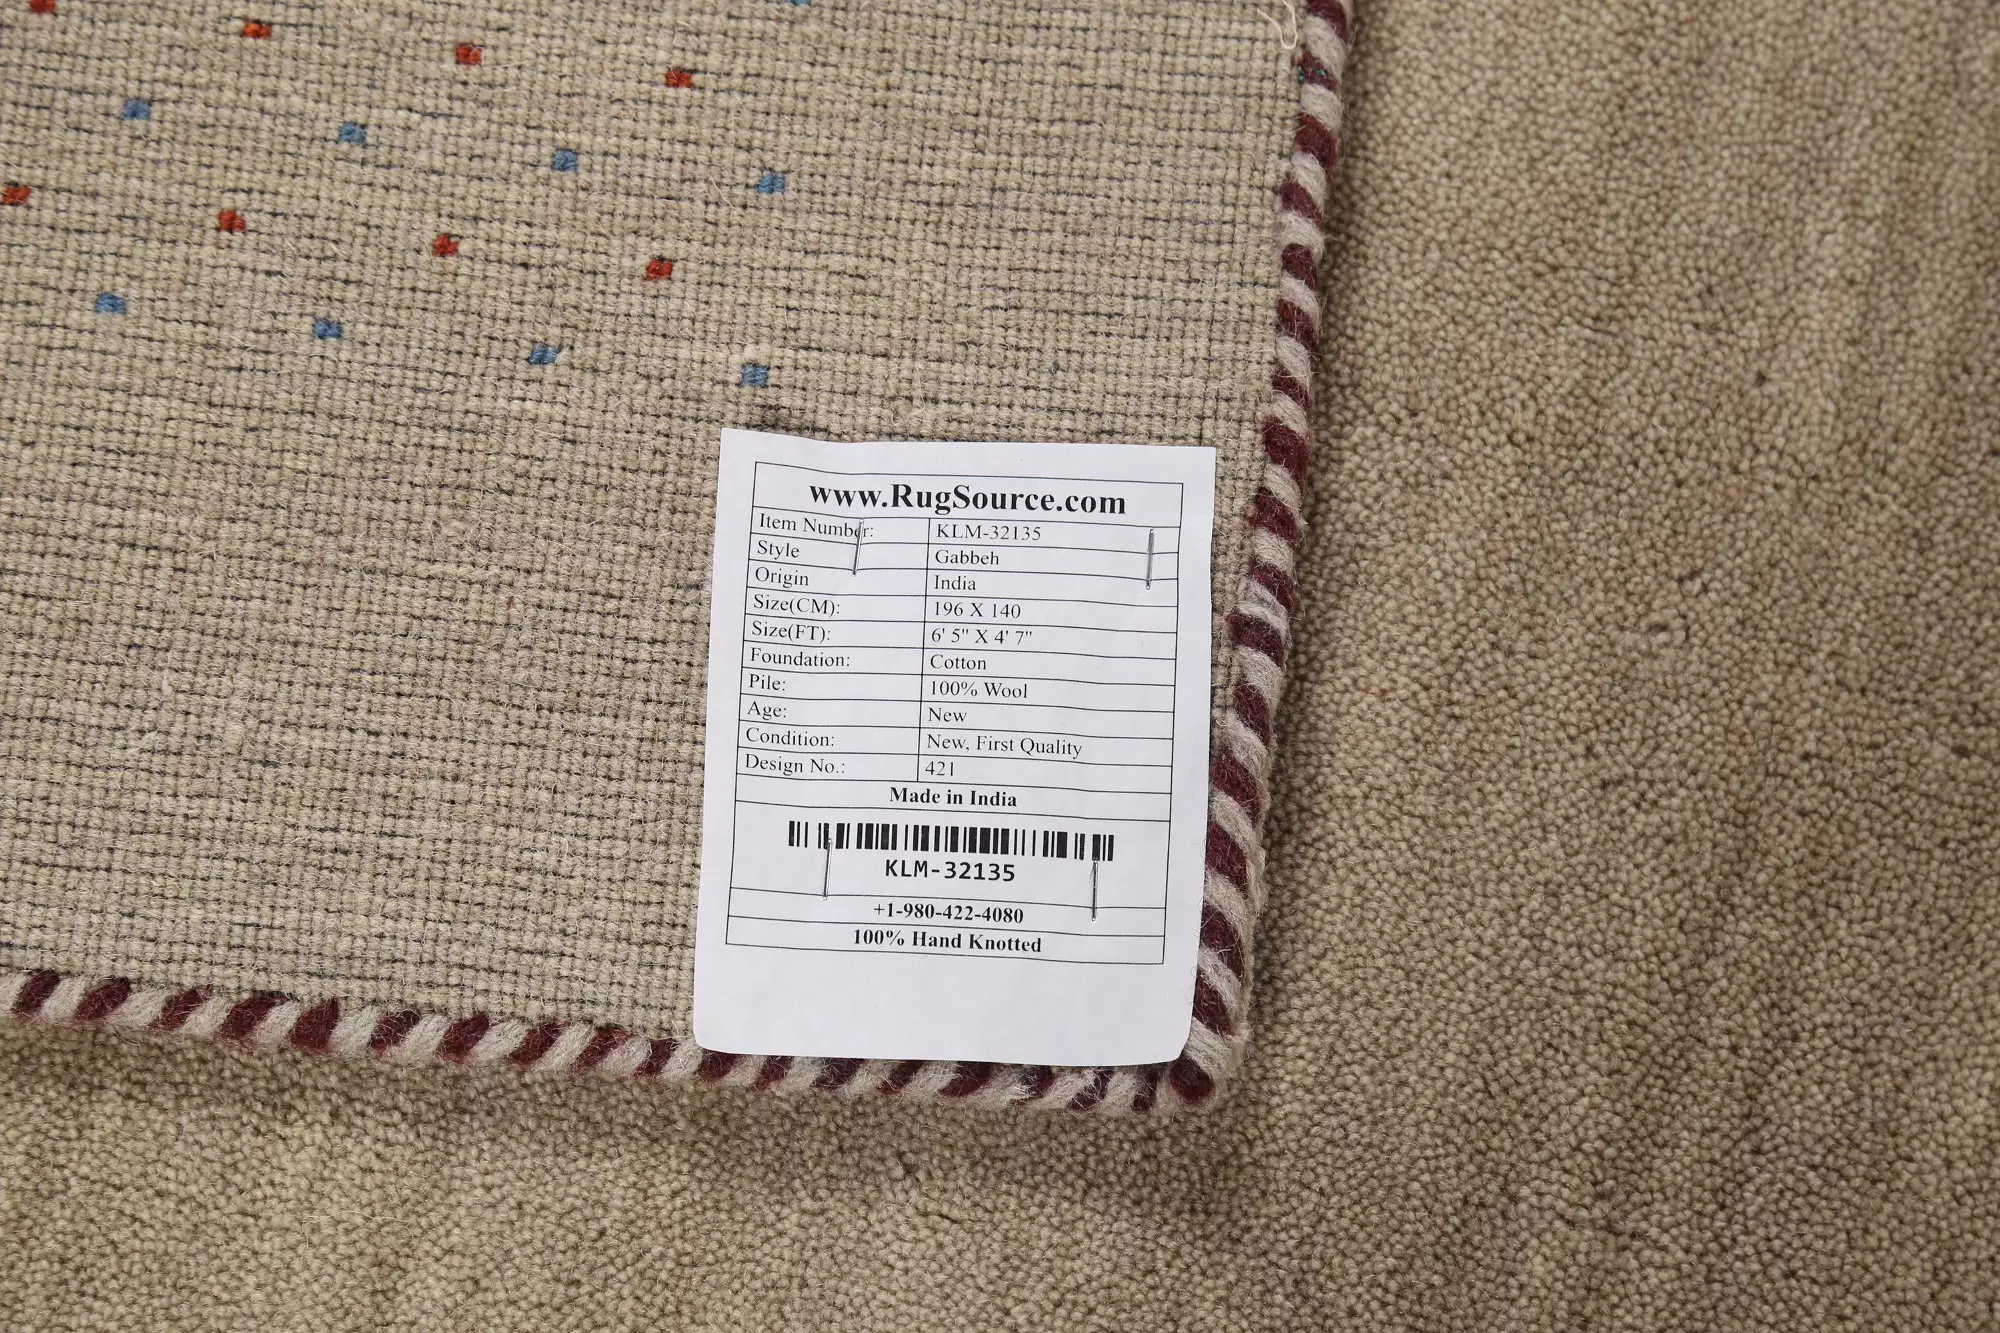 www.RugSource.com
Item Number: KLM-32135
Style Gabbeh
Origin India
Size(CM): 196 X 140
Size(FT): 6' 5" X 4' 7"
Foundation: Cotton
Pile: 100% Wool
Age: New
Condition: New, First Quality
Design No.: 421
Made in India
KLM-32135
+1-980-422-4080
100% Hand Knotted